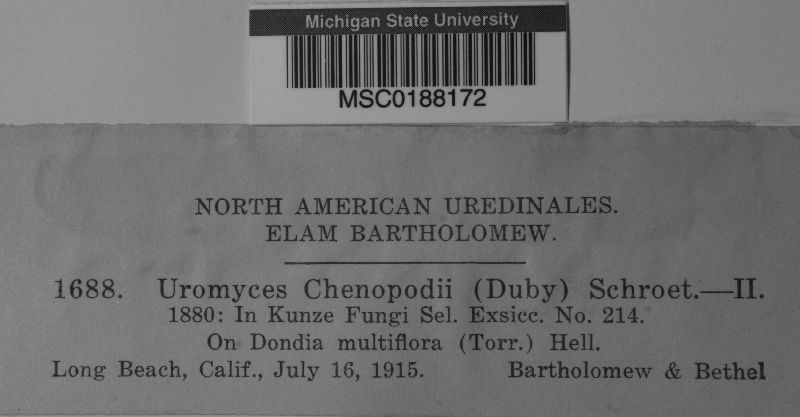 Michigan State University
MSC0188172
NORTH AMERICAN UREDINALES.
ELAM BARTHOLOMEW.
1688. Uromyces Chenopodii (Duby) Schroet.—II.
1880: In Kunze Fungi Sel. Exsicc. No. 214.
On Dondia multiflora (Torr.) Hell.
Long Beach, Calif., July 16, 1915. Bartholomew & Bethel